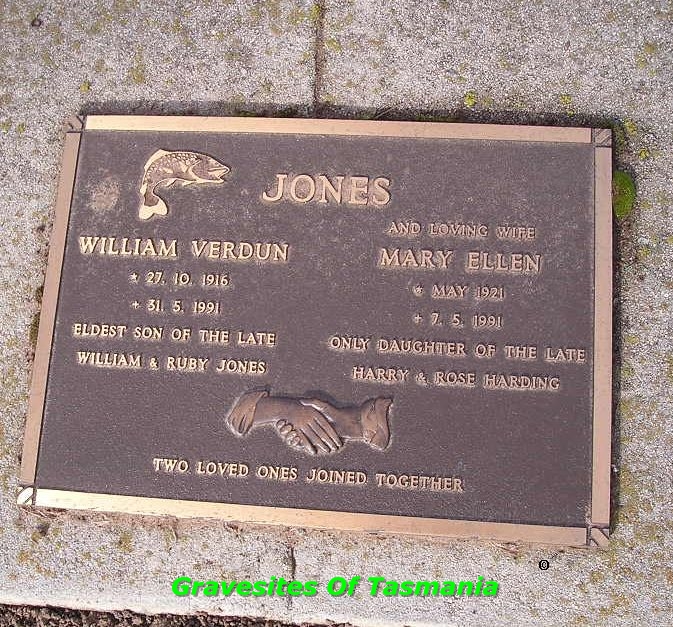 JONES
WILLIAM VERDUN
* 27. 10. 1916
+ 31. 5. 1991
ELDEST SON OF THE LATE
WILLIAM & RUBY JONES
AND LOVING WIFE
MARY ELLEN
* MAY 1921
+ 7. 5. 1991
ONLY DAUGHTER OF THE LATE
HARRY & ROSE HARDING
TWO LOVED ONES JOINED TOGETHER
Gravesites Of Tasmania